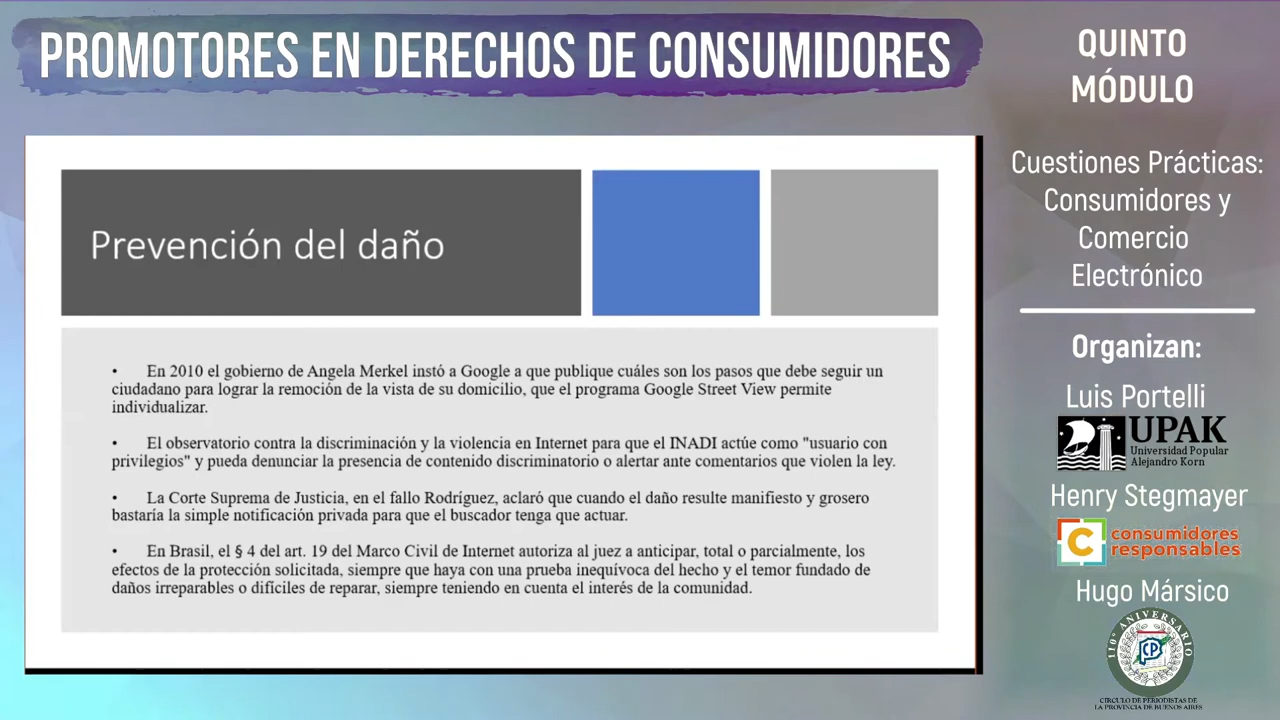 PROMOTORES EN DERECHOS DE CONSUMIDORES
Prevención del daño
• En 2010 el gobierno de Angela Merkel instó a Google a que publique cuáles son los pasos que debe seguir un
ciudadano para lograr la remoción de la vista de su domicilio, que el programa Google Street View permite
individualizar.
• El observatorio contra la discriminación y la violencia en Internet para que el INADI actúe como "usuario con
privilegios" y pueda denunciar la presencia de contenido discriminatorio o alertar ante comentarios que violen la ley.
• La Corte Suprema de Justicia, en el fallo Rodríguez, aclaró que cuando el daño resulte manifiesto y grosero
bastaría la simple notificación privada para que el buscador tenga que actuar.
• En Brasil, el § 4 del art. 19 del Marco Civil de Internet autoriza al juez a anticipar, total o parcialmente, los
efectos de la protección solicitada, siempre que haya con una prueba inequívoca del hecho y el temor fundado de
daños irreparables o difíciles de reparar, siempre teniendo en cuenta el interés de la comunidad.
QUINTO
MÓDULO
Cuestiones Prácticas:
Consumidores y
Comercio
Electrónico
Organizan:
Luis Portelli
UPAK
Universidad Popular
Alejandro Korn
Henry Stegmayer
C
consumidores
responsables
Hugo Mársico
110° ANIVERSARIO
CP
CÍRCULO DE PERIODISTAS DE
LA PROVINCIA DE BUENOS AIRES